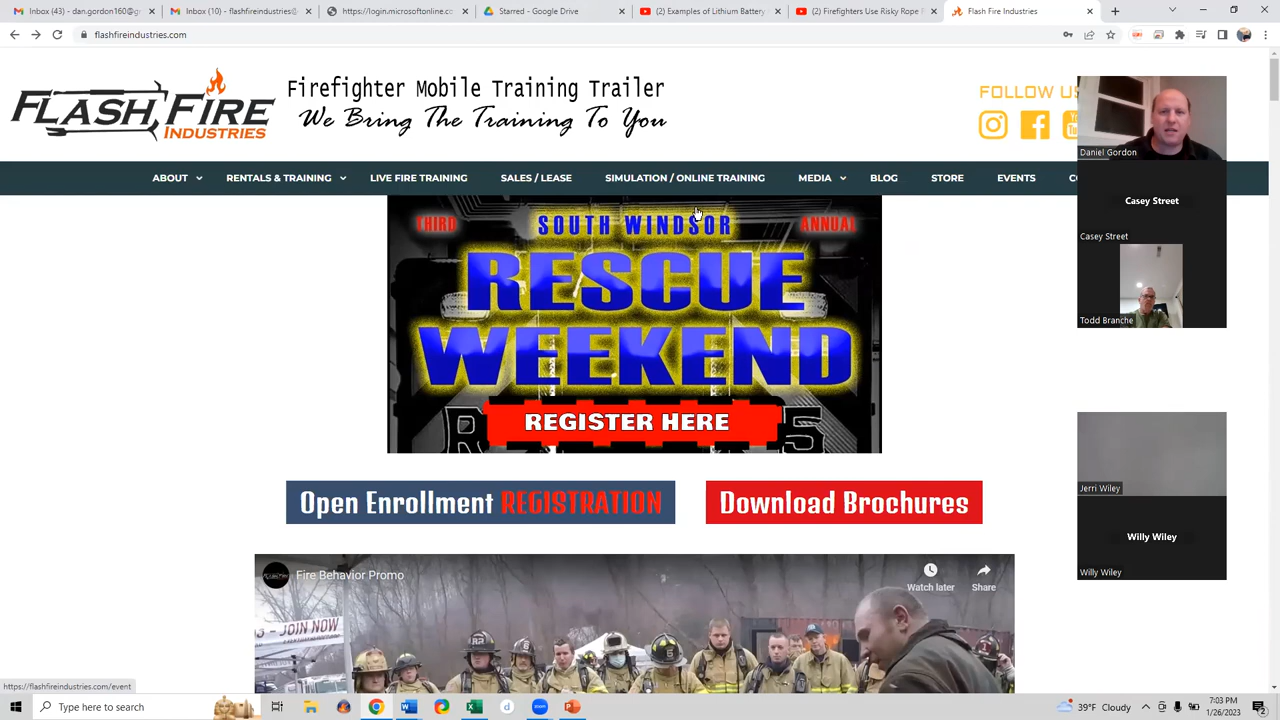 (2) Inbox (4) - dan.gordon160@gm
Inbox (10) - flashfireindustries@
https://login.microsoftonline.co
Starred - Google Drive
(2) Examples of Lithium Battery
(2) Firefighters Use Risky Rope R
Flash Fire Industries
flashfireindustries.com
FLASH FIRE
INDUSTRIES
Firefighter Mobile Training Trailer
We Bring The Training To You
FOLLOW US
ABOUT
RENTALS & TRAINING
LIVE FIRE TRAINING
SALES / LEASE
SIMULATION / ONLINE TRAINING
MEDIA
BLOG
STORE
EVENTS
THIRD
SOUTH WINDSOR
ANNUAL
RESCUE
WEEKEND
REGISTER HERE
Open Enrollment REGISTRATION
Download Brochures
Fire Behavior Promo
Watch later
Share
3 - JOIN NOW
Daniel Gordon
Casey Street
Casey Street
Todd Branche
Jerri Wiley
Willy Wiley
Willy Wiley
https://flashfireindustries.com/event
Type here to search
39°F Cloudy
7:03 PM
1/26/2023